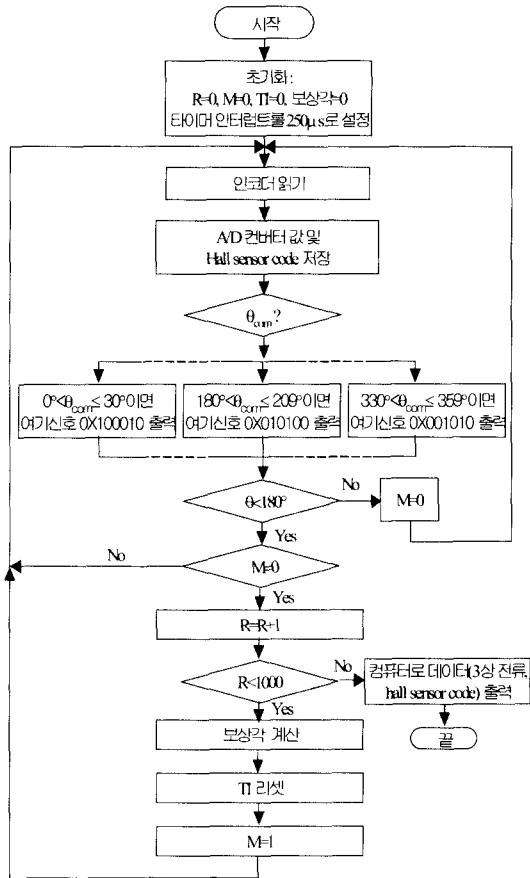 시작
초기화 :
R=0, M=0, T1=0, 보상각=0
타이머 인터럽트를 250μs로 설정
인코더 읽기
A/D 컨버터 값 및
Hall sensor code 저장
θcom ?
0°<θcom≤ 30°이면
여기신호 0X100010 출력
180°<θcom≤ 209°이면
여기신호 0X010100 출력
330°<θcom≤ 359°이면
여기신호 0X001010 출력
θ<180°
No
M=0
Yes
M=0
No
Yes
R=R+1
R<1000
No
컴퓨터로 데이터(3상 전류,
hall sensor code) 출력
Yes
끝
보상각 계산
T1 리셋
M=1